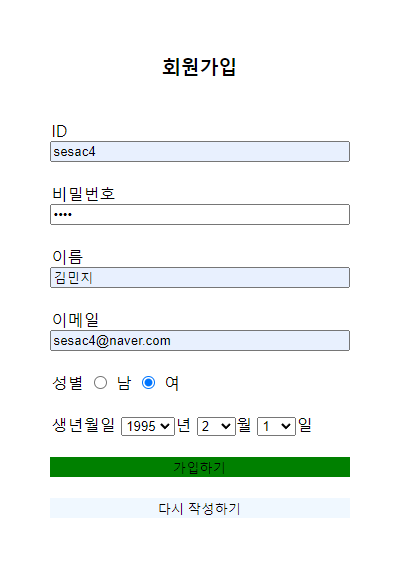 회원가입
ID
sesac4
비밀번호
••••
이름
김민지
이메일
sesac4@naver.com
성별 남 여
생년월일 1995 년 2 월 1 일
가입하기
다시 작성하기